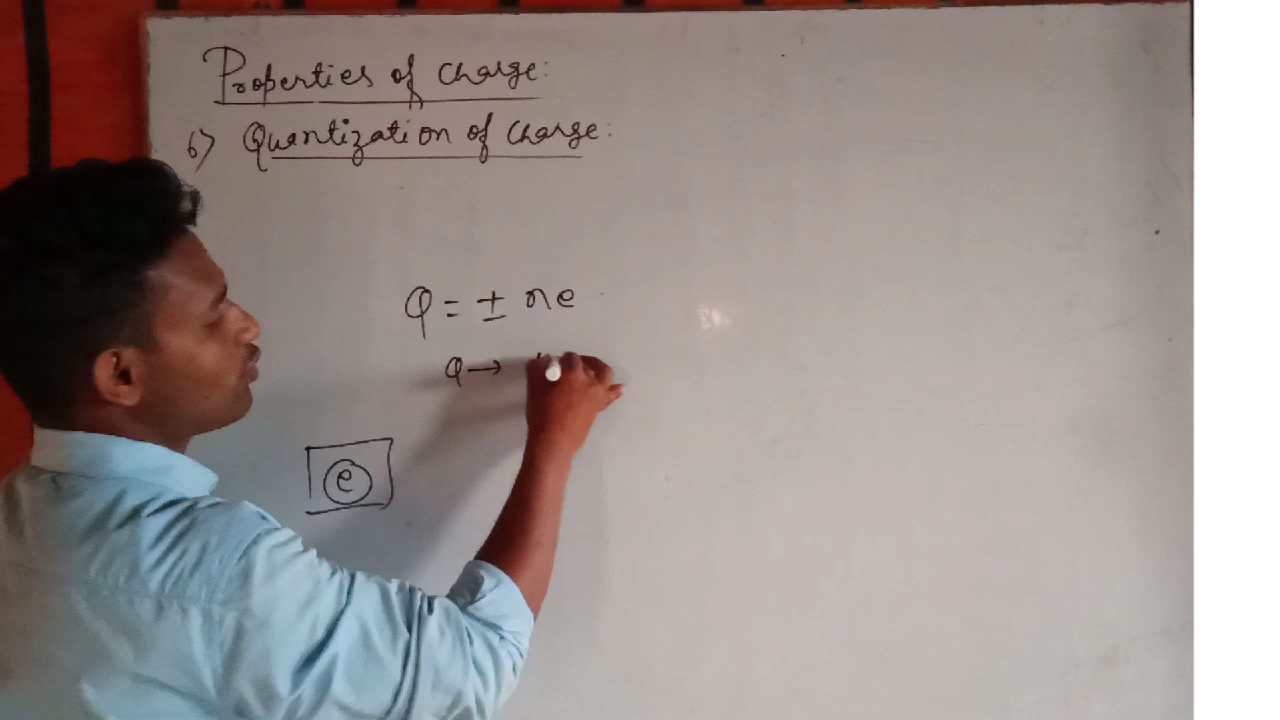 Properties of charge:
6) Quantization of charge:
Q = ± ne
Q →
e